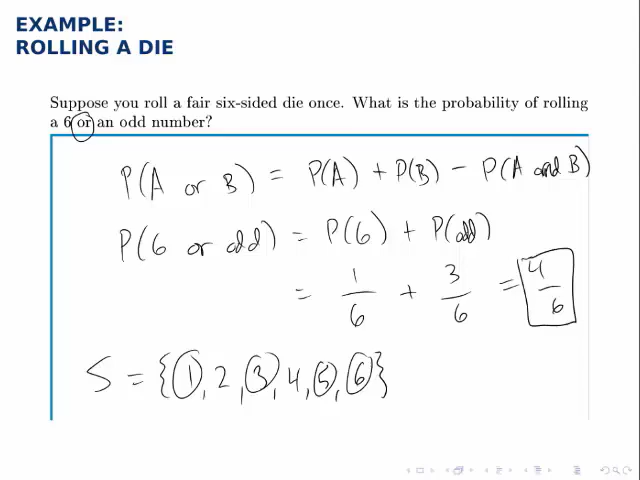 EXAMPLE:
ROLLING A DIE
Suppose you roll a fair six-sided die once. What is the probability of rolling
a 6 or an odd number?
P(A or B) = P(A) + P(B) - P(A and B)
P(6 or odd) = P(6) + P(odd)
= 1/6 + 3/6 = 4/6
S = {1, 2, 3, 4, 5, 6}